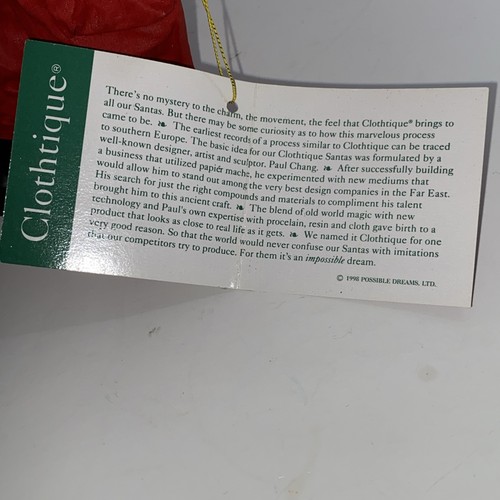 Clothtique®
There's no mystery to the charm, the movement, the feel that Clothtique® brings to
all our Santas. But there may be some curiosity as to how this marvelous process
came to be. ❧ The earliest records of a process similar to Clothtique can be traced
to southern Europe. The basic idea for our Clothtique Santas was formulated by a
well-known designer, artist and sculptor. Paul Chang. ❧ After successfully building
a business that utilized papiér mache, he experimented with new mediums that
would allow him to stand out among the very best design companies in the Far East.
His search for just the right compounds and materials to compliment his talent
brought him to this ancient craft. ❧ The blend of old world magic with new
technology and Paul's own expertise with porcelain, resin and cloth gave birth to a
product that looks as close to real life as it gets. ❧ We named it Clothtique for one
very good reason. So that the world would never confuse our Santas with imitations
that our competitors try to produce. For them it's an impossible dream.
© 1998 POSSIBLE DREAMS, LTD.